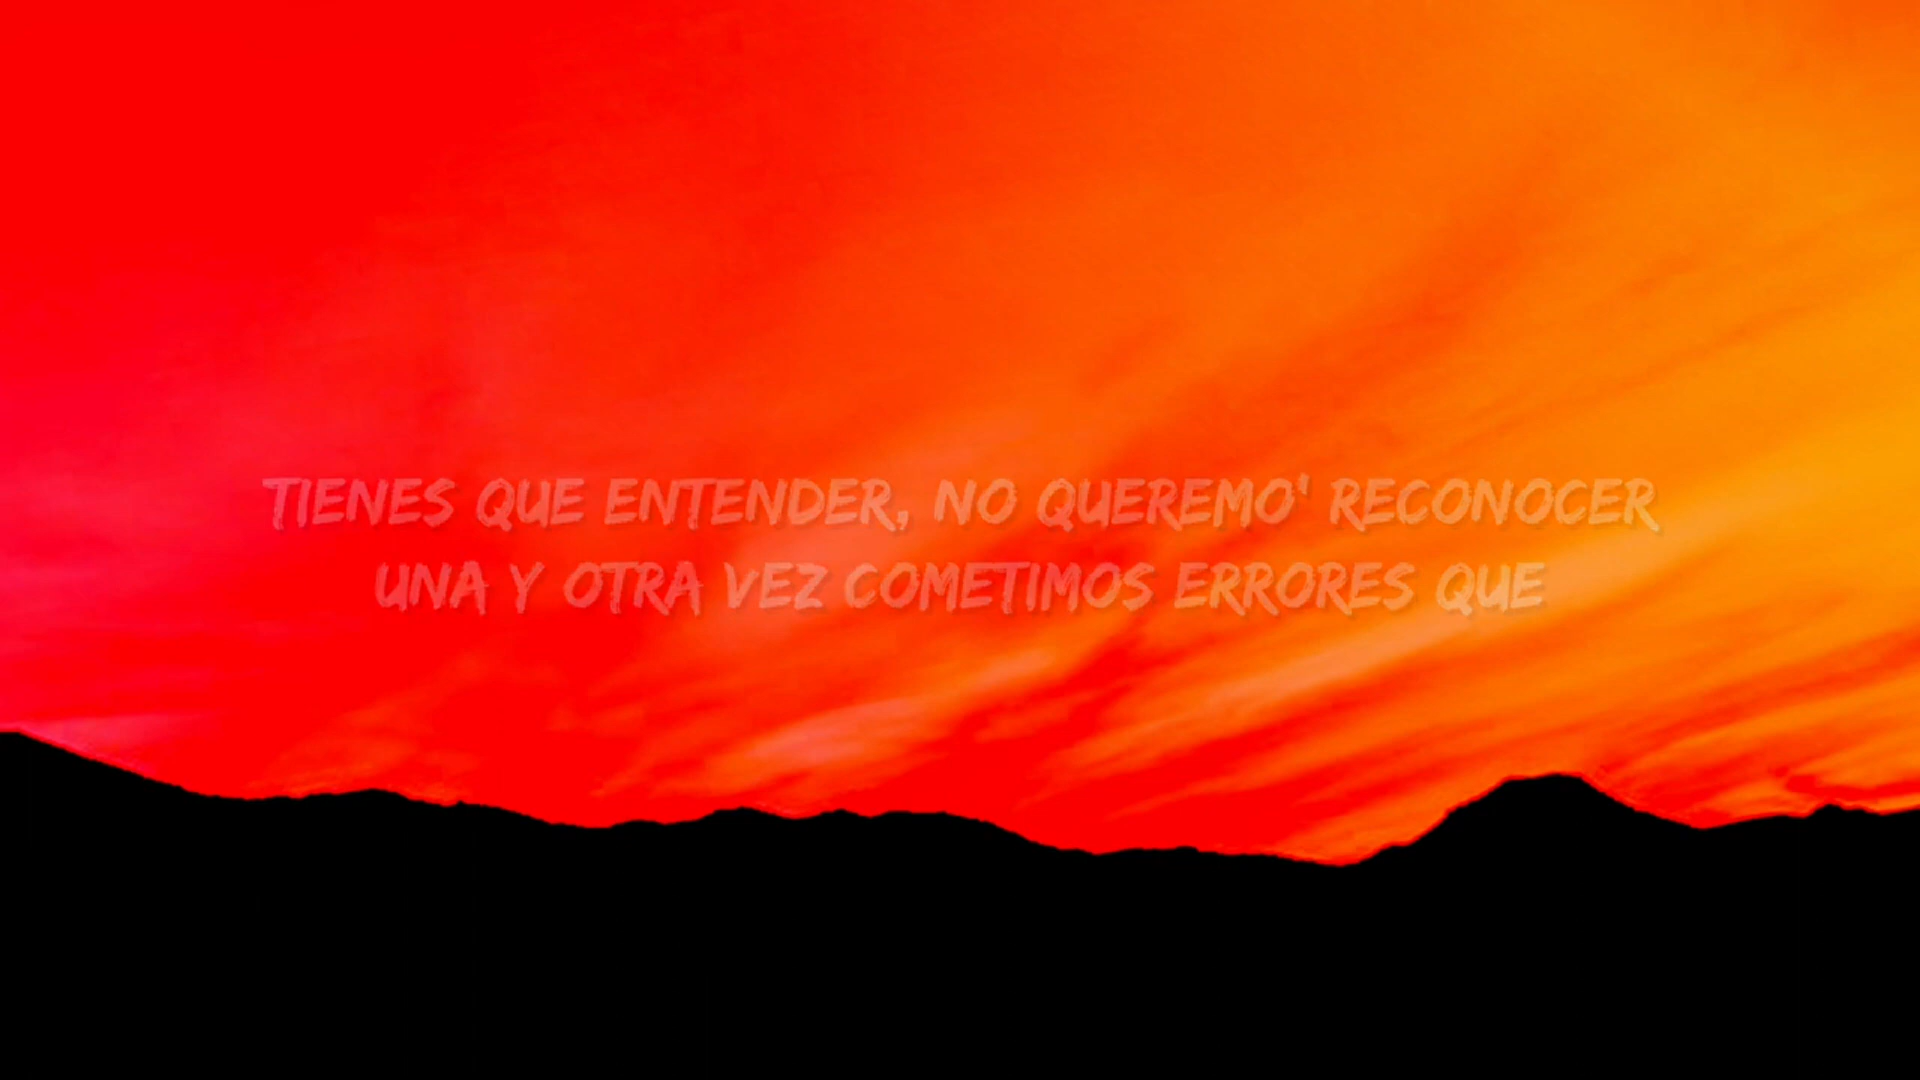 TIENES QUE ENTENDER, NO QUEREMO' RECONOCER
UNA Y OTRA VEZ COMETIMOS ERRORES QUE